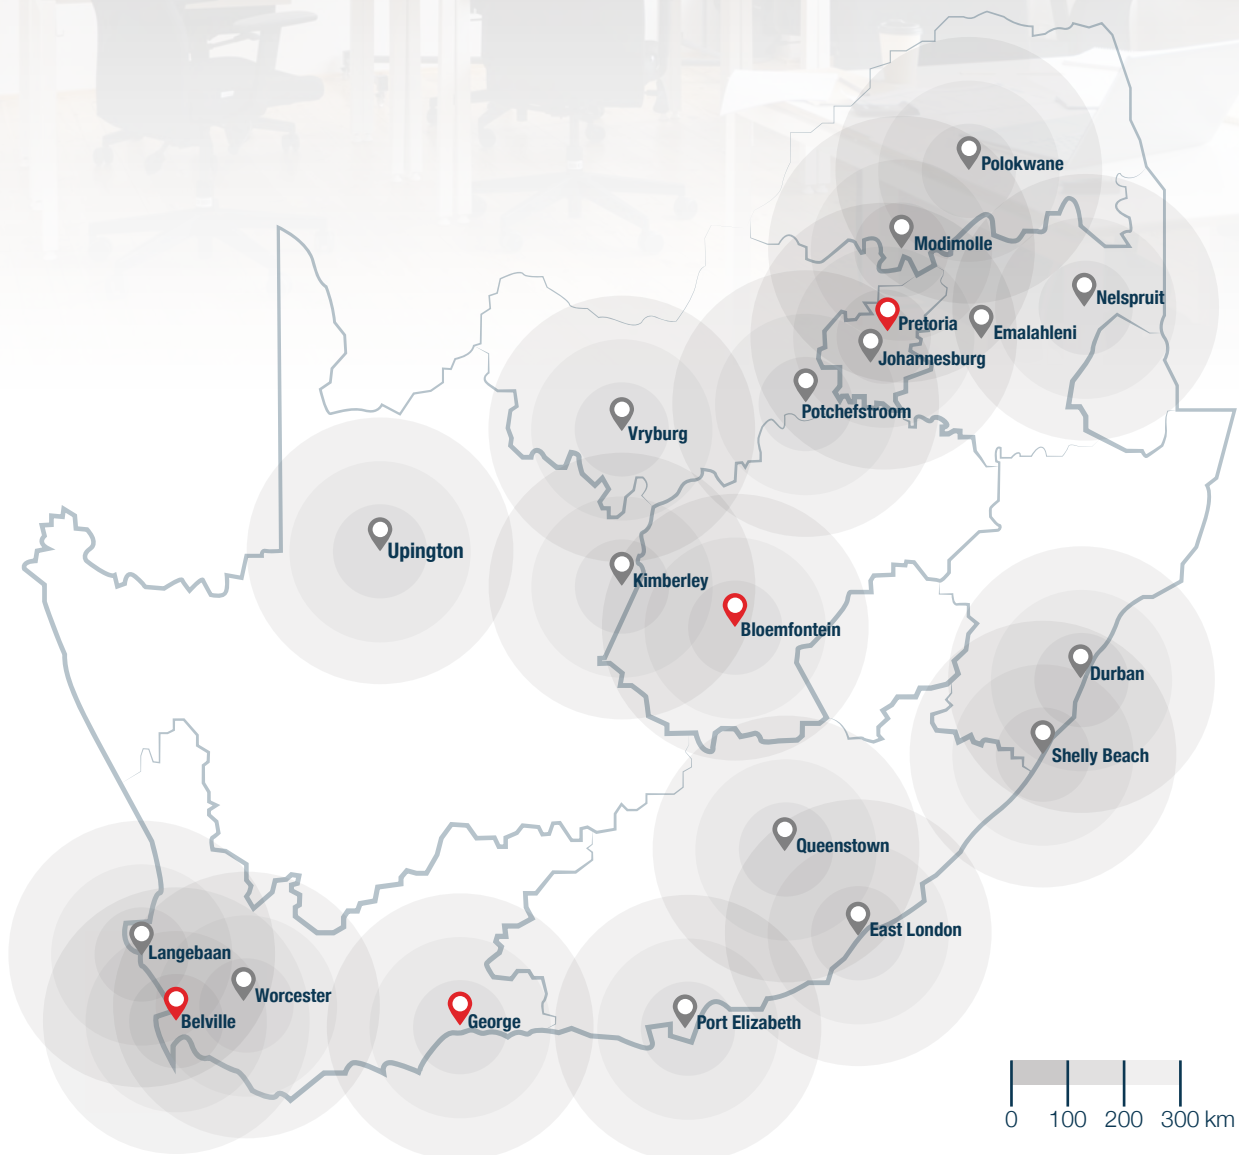 Polokwane
Modimolle
Nelspruit
Pretoria
Emalahleni
Johannesburg
Potchefstroom
Vryburg
Upington
Kimberley
Bloemfontein
Durban
Shelly Beach
Queenstown
East London
Langebaan
Worcester
Belville
George
Port Elizabeth
0 100 200 300 km